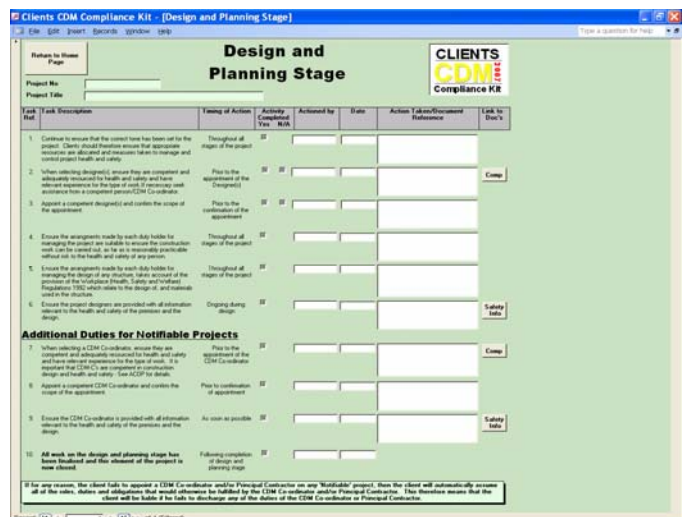 Clients CDM Compliance Kit - [Design and Planning Stage]
File Edit Insert Records Window Help
Type a question for help
Return to Home
Page
Design and
Planning Stage
CLIENTS
CDM
2007
Compliance Kit
Project No
Project Title
Task
Ref.
Task Description
Timing of Action
Activity
Completed
Yes N/A
Actioned by
Date
Action Taken/Document
Reference
Link to
Doc's
1. Continue to ensure that the correct tone has been set for the
project. Clients should therefore ensure that appropriate
resources are allocated and measures taken to manage and
control project health and safety.
Throughout all
stages of the project
2. When selecting designer(s), ensure they are competent and
adequately resourced for health and safety and have
relevant experience for the type of work. If necessary seek
assistance from a competent person/CDM Co-ordinator.
Prior to the
appointment of the
Designer(s)
Comp
3. Appoint a competent designer(s) and confirm the scope of
the appointment.
Prior to the
confirmation of the
appointment
4. Ensure the arrangments made by each duty holder for
managing the project are suitable to ensure the construction
work can be carried out, so far as is reasonably practicable
without risk to the health and safety of any person.
Throughout all
stages of the project
5. Ensure the arrangments made by each duty holder for
managing the design of any structure, takes account of the
provision of the Workplace (Health, Safety and Welfare)
Regulations 1992 which relate to the design of, and materials
used in the structure.
Throughout all
stages of the project
6. Ensure the project designers are provided with all information
relevant to the health and safety of the premises and the
design.
Ongoing during
design
Safety
Info
Additional Duties for Notifiable Projects
7. When selecting a CDM Co-ordinator, ensure they are
competent and adequately resourced for health and safety
and have relevant experience for the type of work. It is
important that CDM-C's are competent in construction
design and health and safety - See ACOP for details.
Prior to the
appointment of the
CDM Co-ordinator
Comp
8. Appoint a competent CDM Co-ordinator and confirm the
scope of the appointment.
Prior to confirmation
of appointment
9. Ensure the CDM Co-ordinator is provided with all information
relevant to the health and safety of the premises and the
design.
As soon as possible
Safety
Info
10. All work on the design and planning stage has
been finalised and this element of the project is
now closed.
Following completion
of design and
planning stage
If for any reason, the client fails to appoint a CDM Co-ordinator and/or Principal Contractor on any 'Notifiable' project, then the client will automatically assume
all of the roles, duties and obligations that would otherwise be fulfilled by the CDM Co-ordinator and/or Principal Contractor. This therefore means that the
client will be liable if he fails to discharge any of the duties of the CDM Co-ordinator or Principal Contractor.